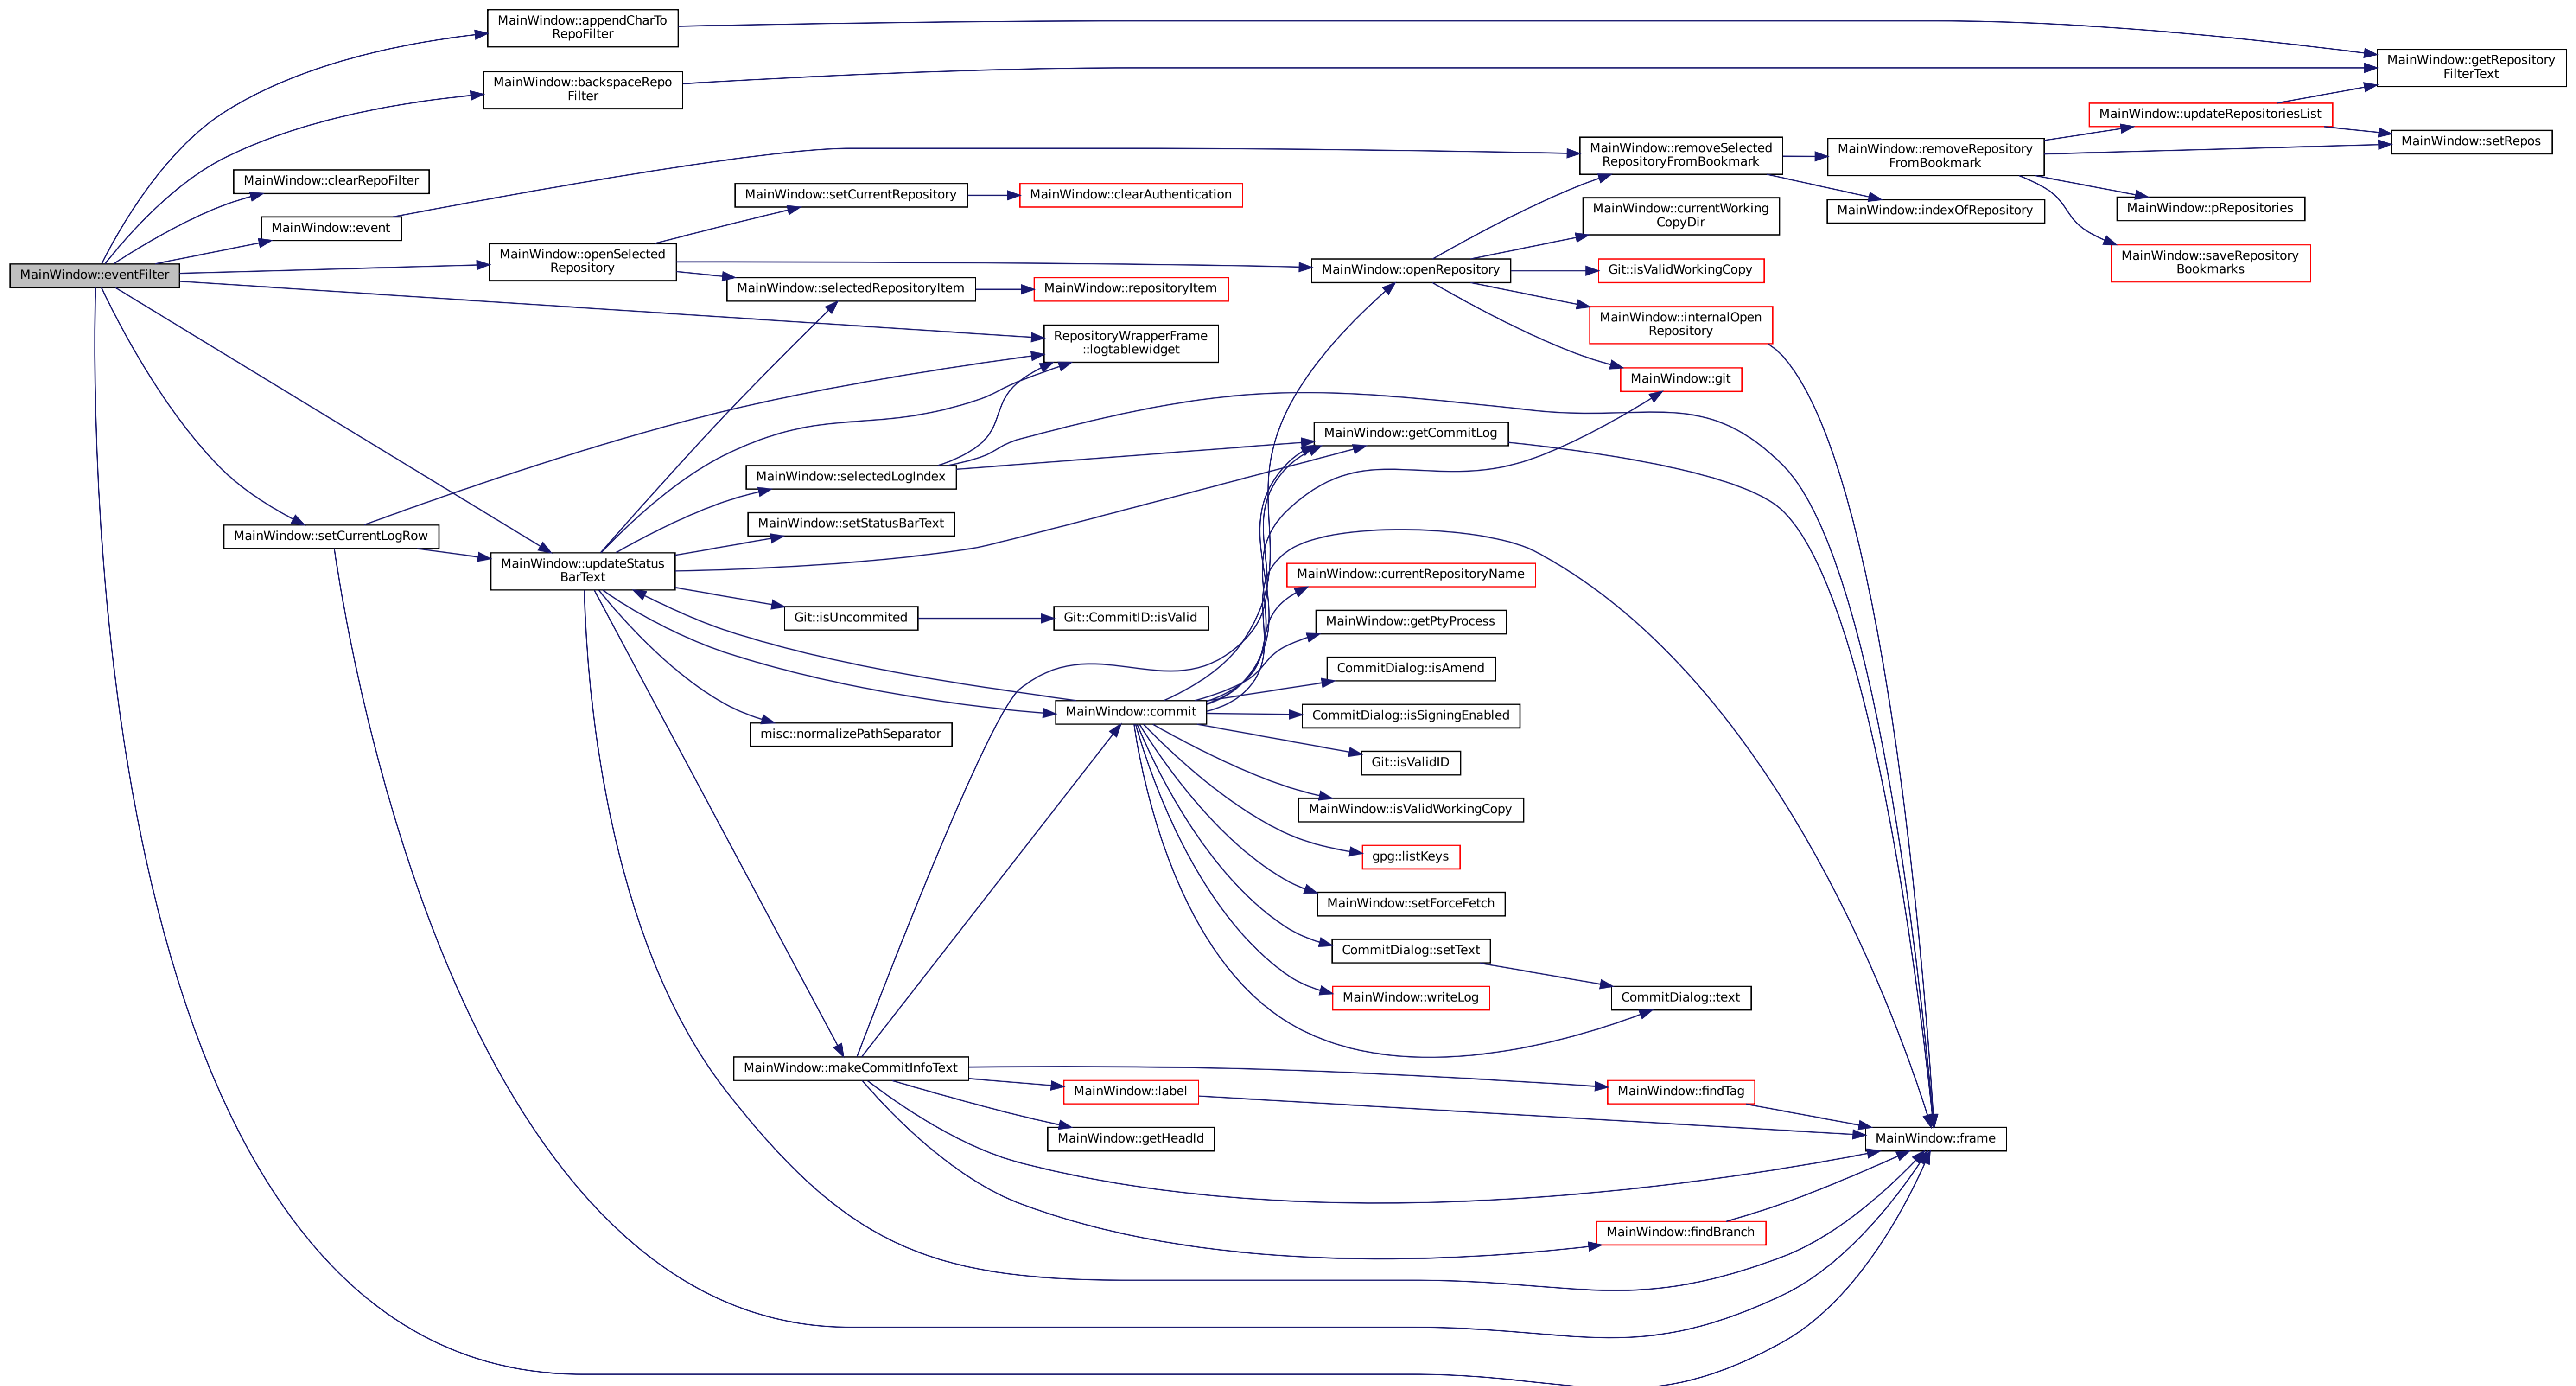 MainWindow::eventFilter
MainWindow::appendCharTo
RepoFilter
MainWindow::backspaceRepo
Filter
MainWindow::clearRepoFilter
MainWindow::event
MainWindow::openSelected
Repository
MainWindow::setCurrentLogRow
MainWindow::updateStatus
BarText
MainWindow::setCurrentRepository
MainWindow::clearAuthentication
MainWindow::selectedRepositoryItem
MainWindow::repositoryItem
RepositoryWrapperFrame
::logtablewidget
MainWindow::selectedLogIndex
MainWindow::setStatusBarText
Git::isUncommited
Git::CommitID::isValid
misc::normalizePathSeparator
MainWindow::commit
MainWindow::makeCommitInfoText
MainWindow::label
MainWindow::getHeadId
MainWindow::openRepository
MainWindow::getCommitLog
MainWindow::currentRepositoryName
MainWindow::getPtyProcess
CommitDialog::isAmend
CommitDialog::isSigningEnabled
Git::isValidID
MainWindow::isValidWorkingCopy
gpg::listKeys
MainWindow::setForceFetch
CommitDialog::setText
MainWindow::writeLog
MainWindow::removeSelected
RepositoryFromBookmark
MainWindow::currentWorking
CopyDir
Git::isValidWorkingCopy
MainWindow::internalOpen
Repository
MainWindow::git
CommitDialog::text
MainWindow::findTag
MainWindow::findBranch
MainWindow::removeRepository
FromBookmark
MainWindow::indexOfRepository
MainWindow::frame
MainWindow::updateRepositoriesList
MainWindow::pRepositories
MainWindow::saveRepository
Bookmarks
MainWindow::getRepository
FilterText
MainWindow::setRepos